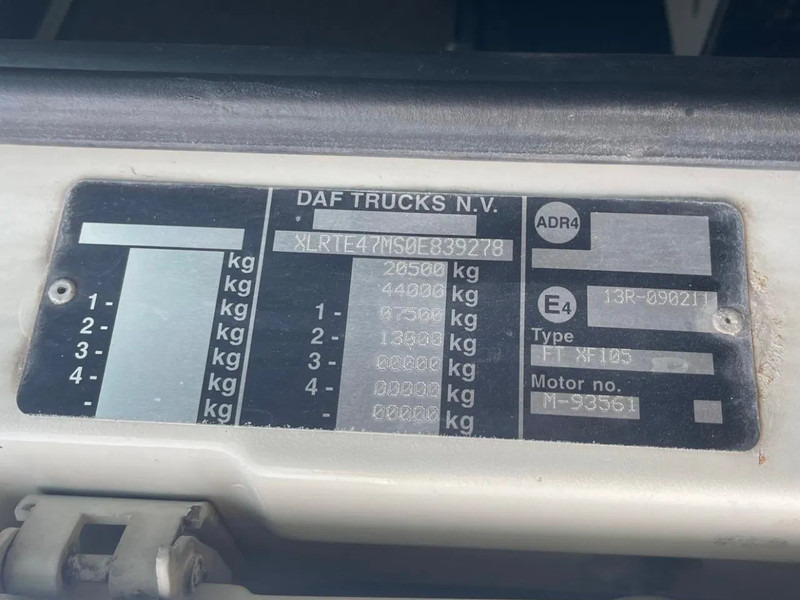 kg
kg
1- kg
2- kg
3- kg
4- kg
- kg
DAF TRUCKS N.V.
XLRTE47MS0E839278
20500 kg
44000 kg
1- 07500 kg
2- 13000 kg
3- 00000 kg
4- 00000 kg
- 00000 kg
ADR4
E4 13R-090211
Type
FT XF105
Motor no.
M-93561